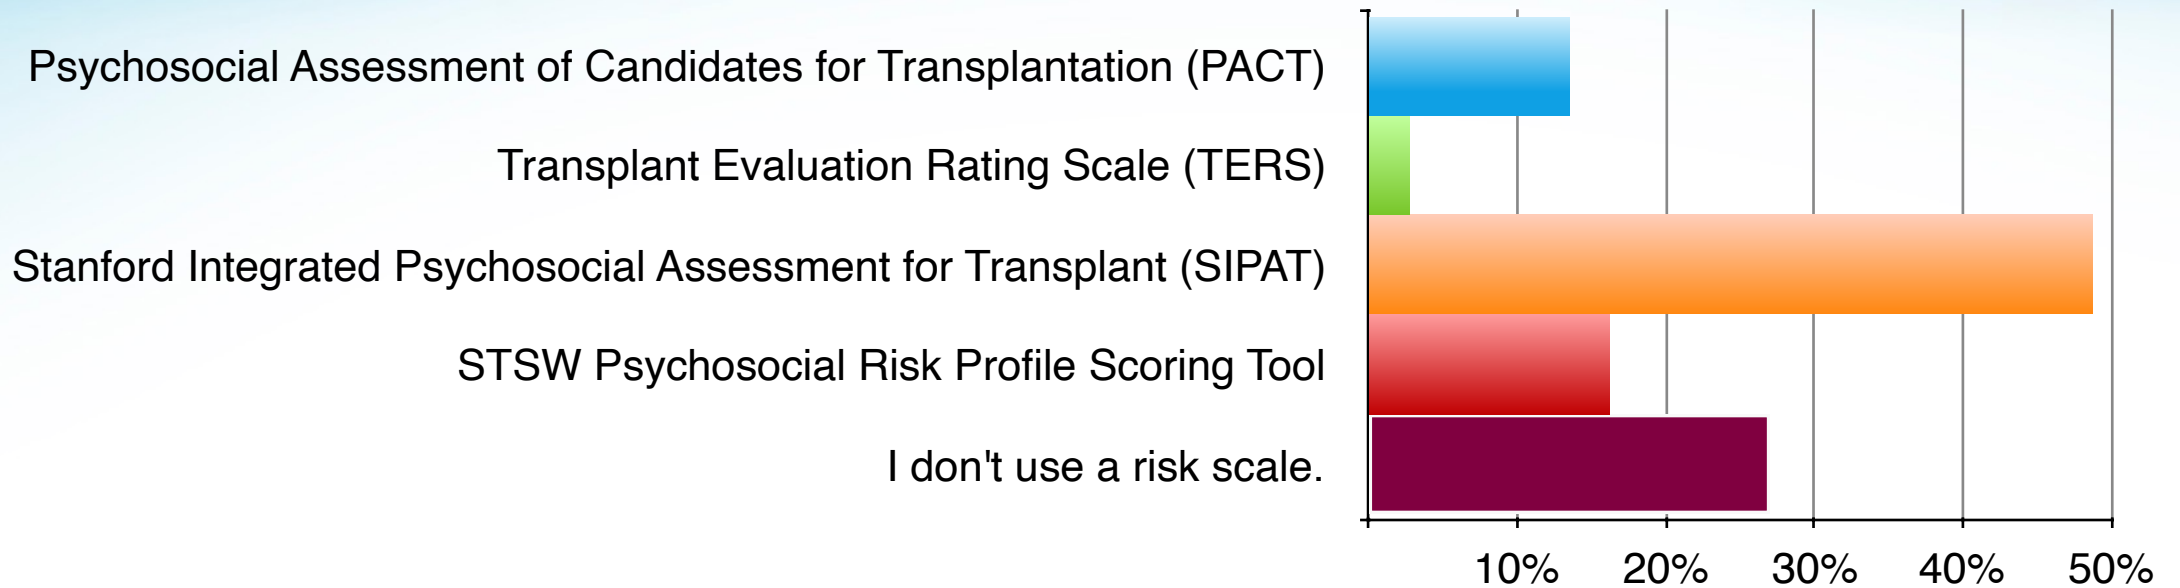 Psychosocial Assessment of Candidates for Transplantation (PACT)
Transplant Evaluation Rating Scale (TERS)
Stanford Integrated Psychosocial Assessment for Transplant (SIPAT)
STSW Psychosocial Risk Profile Scoring Tool
I don't use a risk scale.
10% 20% 30% 40% 50%